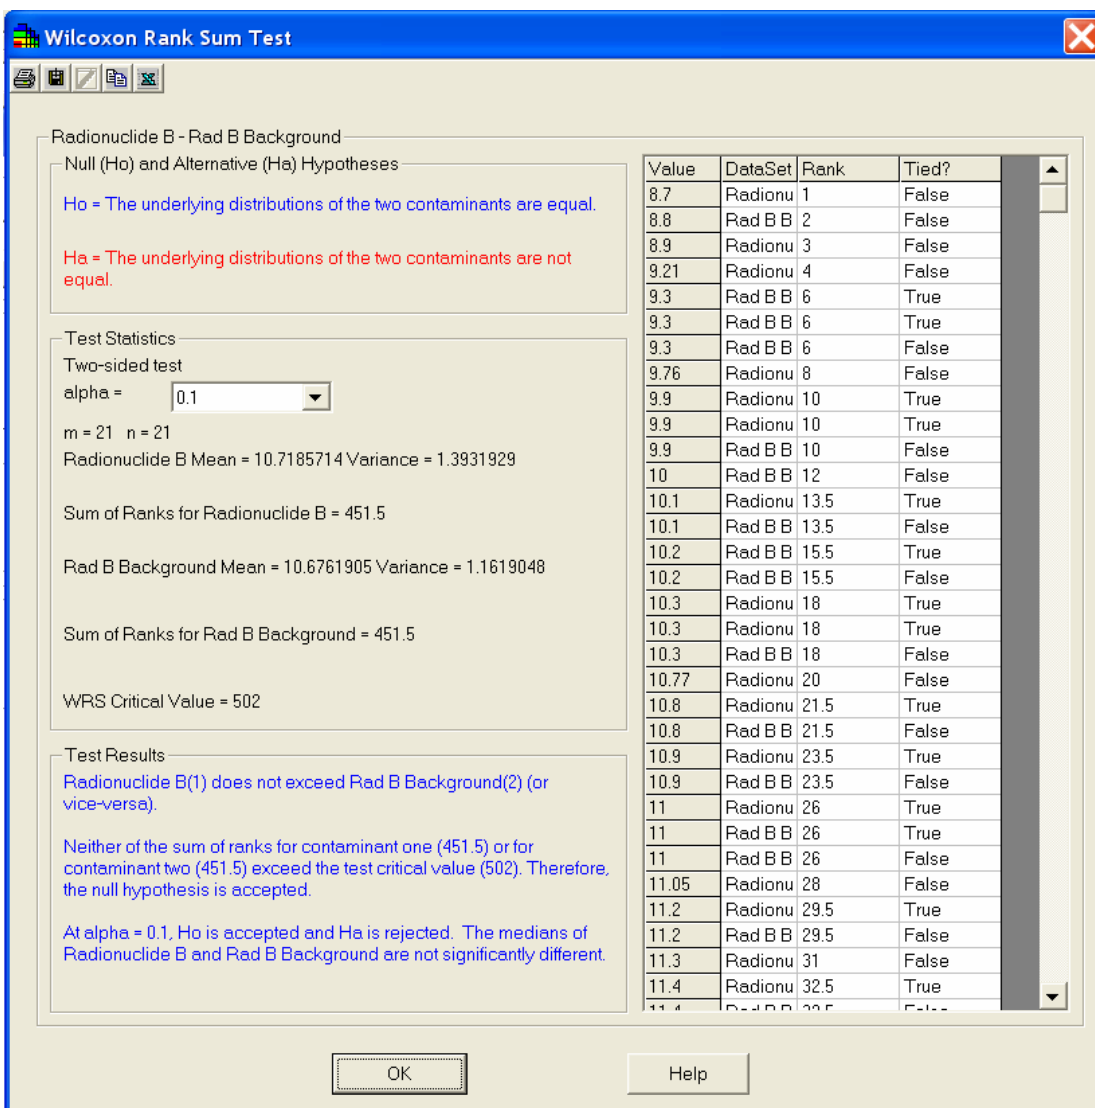 Wilcoxon Rank Sum Test
Radionuclide B - Rad B Background
Null (Ho) and Alternative (Ha) Hypotheses
Ho = The underlying distributions of the two contaminants are equal.
Ha = The underlying distributions of the two contaminants are not
equal.
Test Statistics
Two-sided test
alpha = 0.1
m = 21 n = 21
Radionuclide B Mean = 10.7185714 Variance = 1.3931929
Sum of Ranks for Radionuclide B = 451.5
Rad B Background Mean = 10.6761905 Variance = 1.1619048
Sum of Ranks for Rad B Background = 451.5
WRS Critical Value = 502
Test Results
Radionuclide B(1) does not exceed Rad B Background(2) (or
vice-versa).
Neither of the sum of ranks for contaminant one (451.5) or for
contaminant two (451.5) exceed the test critical value (502). Therefore,
the null hypothesis is accepted.
At alpha = 0.1, Ho is accepted and Ha is rejected. The medians of
Radionuclide B and Rad B Background are not significantly different.
Value DataSet Rank Tied?
8.7 Radionu 1 False
8.8 Rad B B 2 False
8.9 Radionu 3 False
9.21 Radionu 4 False
9.3 Rad B B 6 True
9.3 Rad B B 6 True
9.3 Rad B B 6 False
9.76 Radionu 8 False
9.9 Radionu 10 True
9.9 Radionu 10 True
9.9 Rad B B 10 False
10 Rad B B 12 False
10.1 Radionu 13.5 True
10.1 Rad B B 13.5 False
10.2 Rad B B 15.5 True
10.2 Rad B B 15.5 False
10.3 Radionu 18 True
10.3 Radionu 18 True
10.3 Rad B B 18 False
10.77 Radionu 20 False
10.8 Radionu 21.5 True
10.8 Rad B B 21.5 False
10.9 Radionu 23.5 True
10.9 Rad B B 23.5 False
11 Radionu 26 True
11 Rad B B 26 True
11 Rad B B 26 False
11.05 Radionu 28 False
11.2 Radionu 29.5 True
11.2 Rad B B 29.5 False
11.3 Radionu 31 False
11.4 Radionu 32.5 True
OK Help